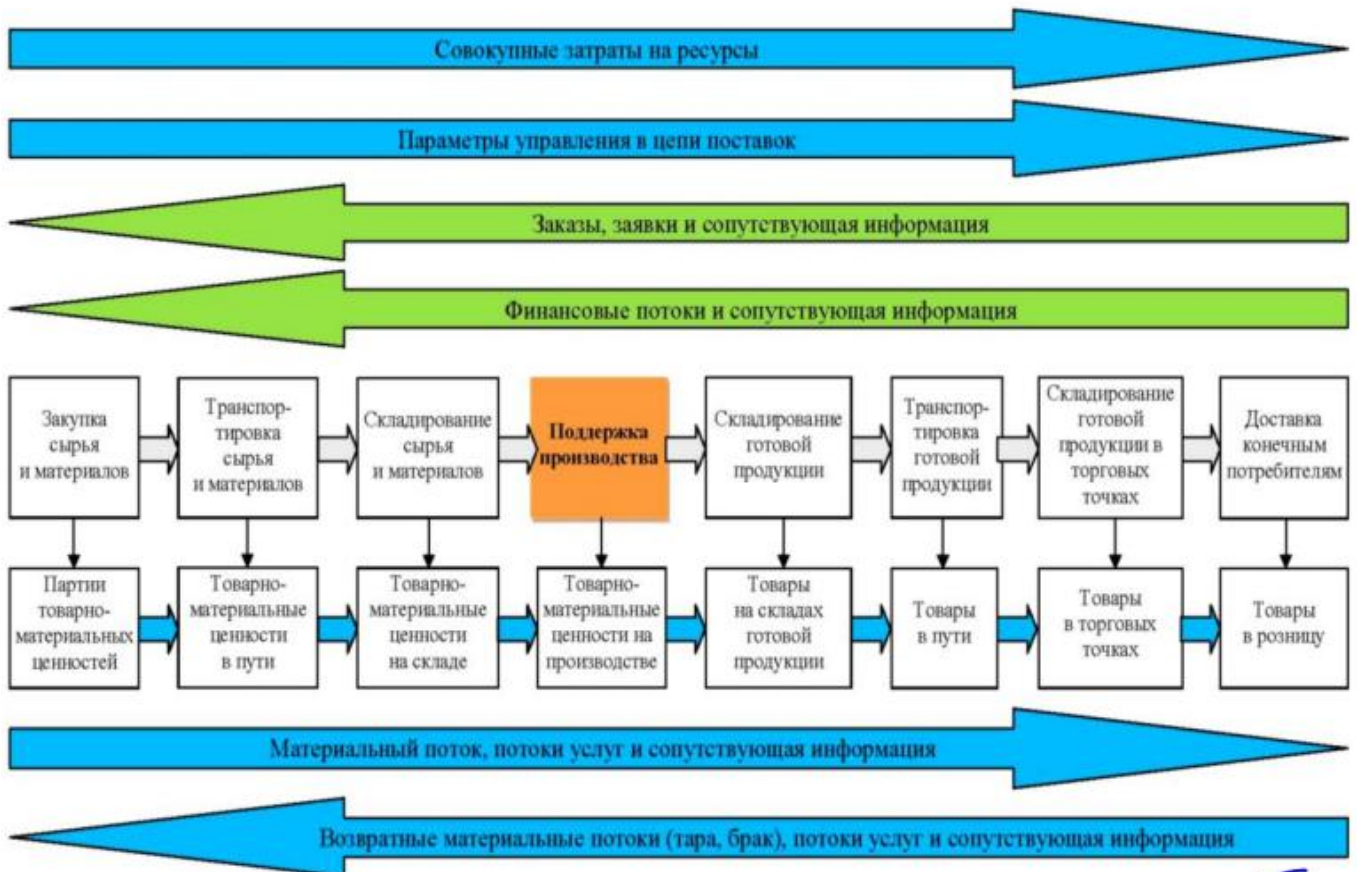 Совокупные затраты на ресурсы
Параметры управления в цепи поставок
Заказы, заявки и сопутствующая информация
Финансовые потоки и сопутствующая информация
Закупка
сырья
и материалов
Транспор-
тировка
сырья
и материалов
Складирование
сырья
и материалов
Поддержка
производства
Складирование
готовой
продукции
Транспор-
тировка
готовой
продукции
Складирование
готовой
продукции в
торговых
точках
Доставка
конечным
потребителям
Партии
товарно-
материальных
ценностей
Товарно-
материальные
ценности
в пути
Товарно-
материальные
ценности
на складе
Товарно-
материальные
ценности на
производстве
Товары
на складах
готовой
продукции
Товары
в пути
Товары
в торговых
точках
Товары
в розницу
Материальный поток, потоки услуг и сопутствующая информация
Возвратные материальные потоки (тара, брак), потоки услуг и сопутствующая информация